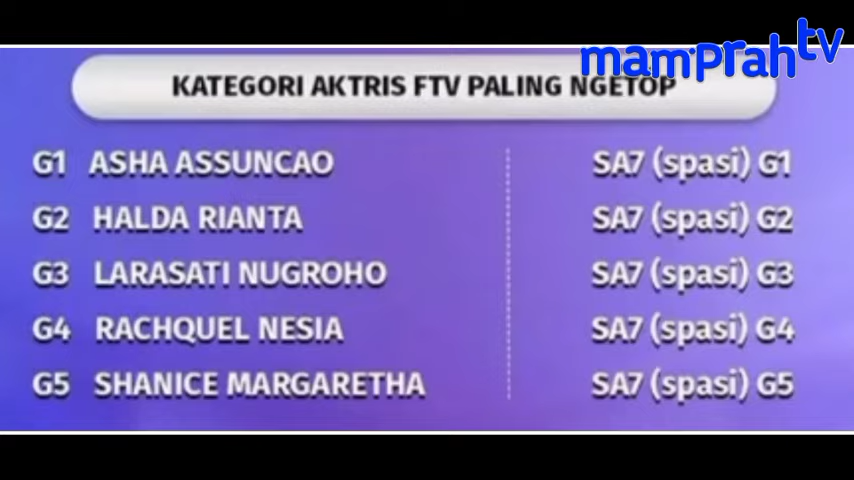 mamprahtv
KATEGORI AKTRIS FTV PALING NGETOP
G1 ASHA ASSUNCAO SA7 (spasi) G1
G2 HALDA RIANTA SA7 (spasi) G2
G3 LARASATI NUGROHO SA7 (spasi) G3
G4 RACHQUEL NESIA SA7 (spasi) G4
G5 SHANICE MARGARETHA SA7 (spasi) G5